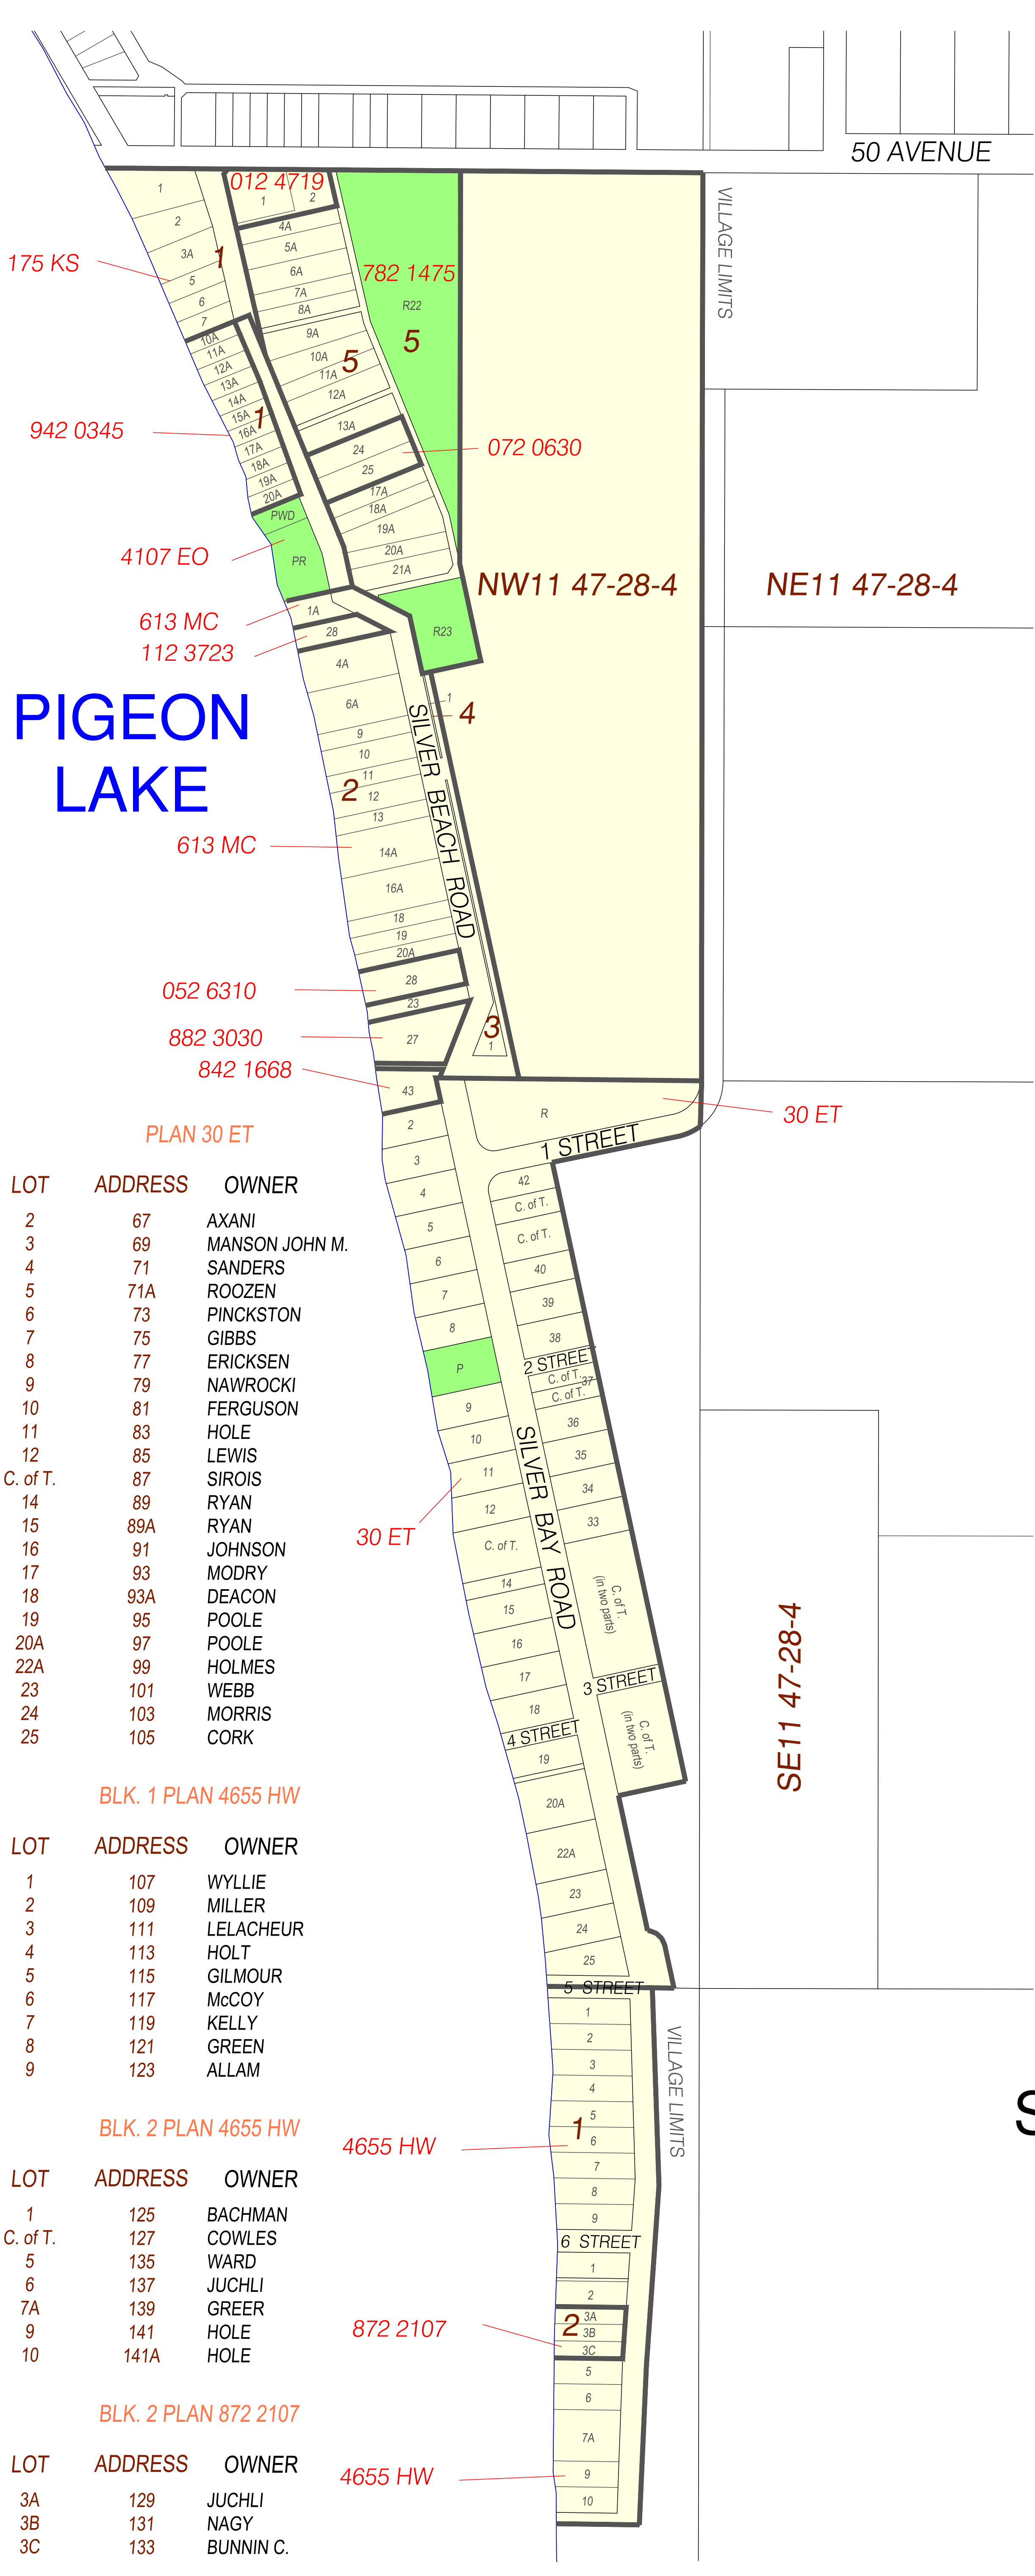 50 AVENUE
012 4719
1
2
1
2
3A
5
6
7
175 KS
1
4A
5A
6A
7A
8A
782 1475
R22
5
VILLAGE LIMITS
9A
10A
11A
12A
5
13A
10A
11A
12A
13A
14A
15A
16A
17A
18A
19A
20A
1
942 0345
24
25
072 0630
17A
18A
19A
20A
21A
PWD
PR
4107 EO
NW11 47-28-4
NE11 47-28-4
613 MC
1A
112 3723
28
R23
4A
6A
9
10
11
12
13
14A
16A
18
19
20A
2
1
4
PIGEON
LAKE
SILVER BEACH ROAD
613 MC
052 6310
28
23
882 3030
27
3
1
842 1668
43
R
30 ET
1 STREET
2
3
4
5
6
7
8
P
9
10
11
12
C. of T.
14
15
16
17
18
4 STREET
19
20A
22A
23
24
25
42
C. of T.
C. of T.
40
39
38
2 STREET
C. of T.
37
C. of T.
36
35
34
33
C. of T.
(in two parts)
3 STREET
C. of T.
(in two parts)
SILVER BAY ROAD
30 ET
SE11 47-28-4
5 STREET
1
2
3
4
5
6
7
8
9
1
VILLAGE LIMITS
S
4655 HW
6 STREET
1
2
3A
3B
3C
2
872 2107
5
6
7A
9
10
4655 HW
PLAN 30 ET
LOT ADDRESS OWNER
2 67 AXANI
3 69 MANSON JOHN M.
4 71 SANDERS
5 71A ROOZEN
6 73 PINCKSTON
7 75 GIBBS
8 77 ERICKSEN
9 79 NAWROCKI
10 81 FERGUSON
11 83 HOLE
12 85 LEWIS
C. of T. 87 SIROIS
14 89 RYAN
15 89A RYAN
16 91 JOHNSON
17 93 MODRY
18 93A DEACON
19 95 POOLE
20A 97 POOLE
22A 99 HOLMES
23 101 WEBB
24 103 MORRIS
25 105 CORK
BLK. 1 PLAN 4655 HW
LOT ADDRESS OWNER
1 107 WYLLIE
2 109 MILLER
3 111 LELACHEUR
4 113 HOLT
5 115 GILMOUR
6 117 McCOY
7 119 KELLY
8 121 GREEN
9 123 ALLAM
BLK. 2 PLAN 4655 HW
LOT ADDRESS OWNER
1 125 BACHMAN
C. of T. 127 COWLES
5 135 WARD
6 137 JUCHLI
7A 139 GREER
9 141 HOLE
10 141A HOLE
BLK. 2 PLAN 872 2107
LOT ADDRESS OWNER
3A 129 JUCHLI
3B 131 NAGY
3C 133 BUNNIN C.